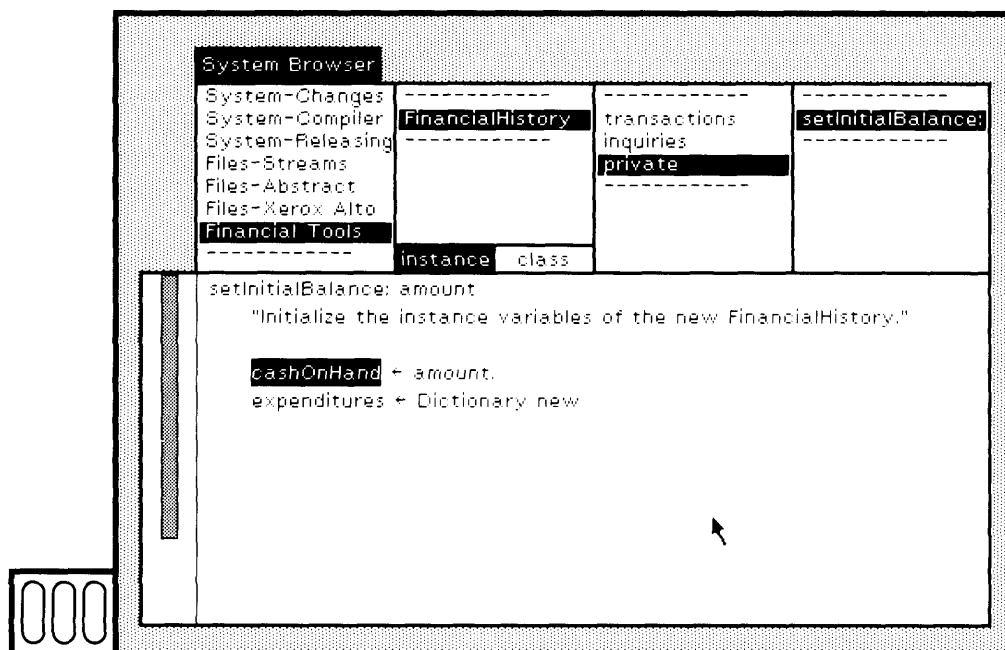 System Browser
System-Changes
System-Compiler
System-Releasing
Files-Streams
Files-Abstract
Files-Xerox Alto
Financial Tools
------------
------------
FinancialHistory
------------
instance class
------------
transactions
inquiries
private
------------
------------
setInitialBalance:
------------
setInitialBalance: amount
"Initialize the instance variables of the new FinancialHistory."
cashOnHand ← amount.
expenditures ← Dictionary new